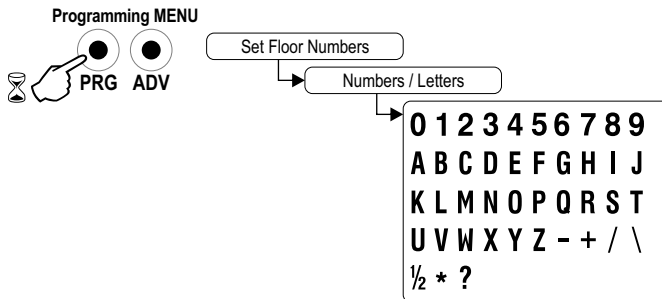 Programming MENU
PRG ADV
Set Floor Numbers
Numbers / Letters
0 1 2 3 4 5 6 7 8 9
A B C D E F G H I J
K L M N O P Q R S T
U V W X Y Z - + / \
½ * ?